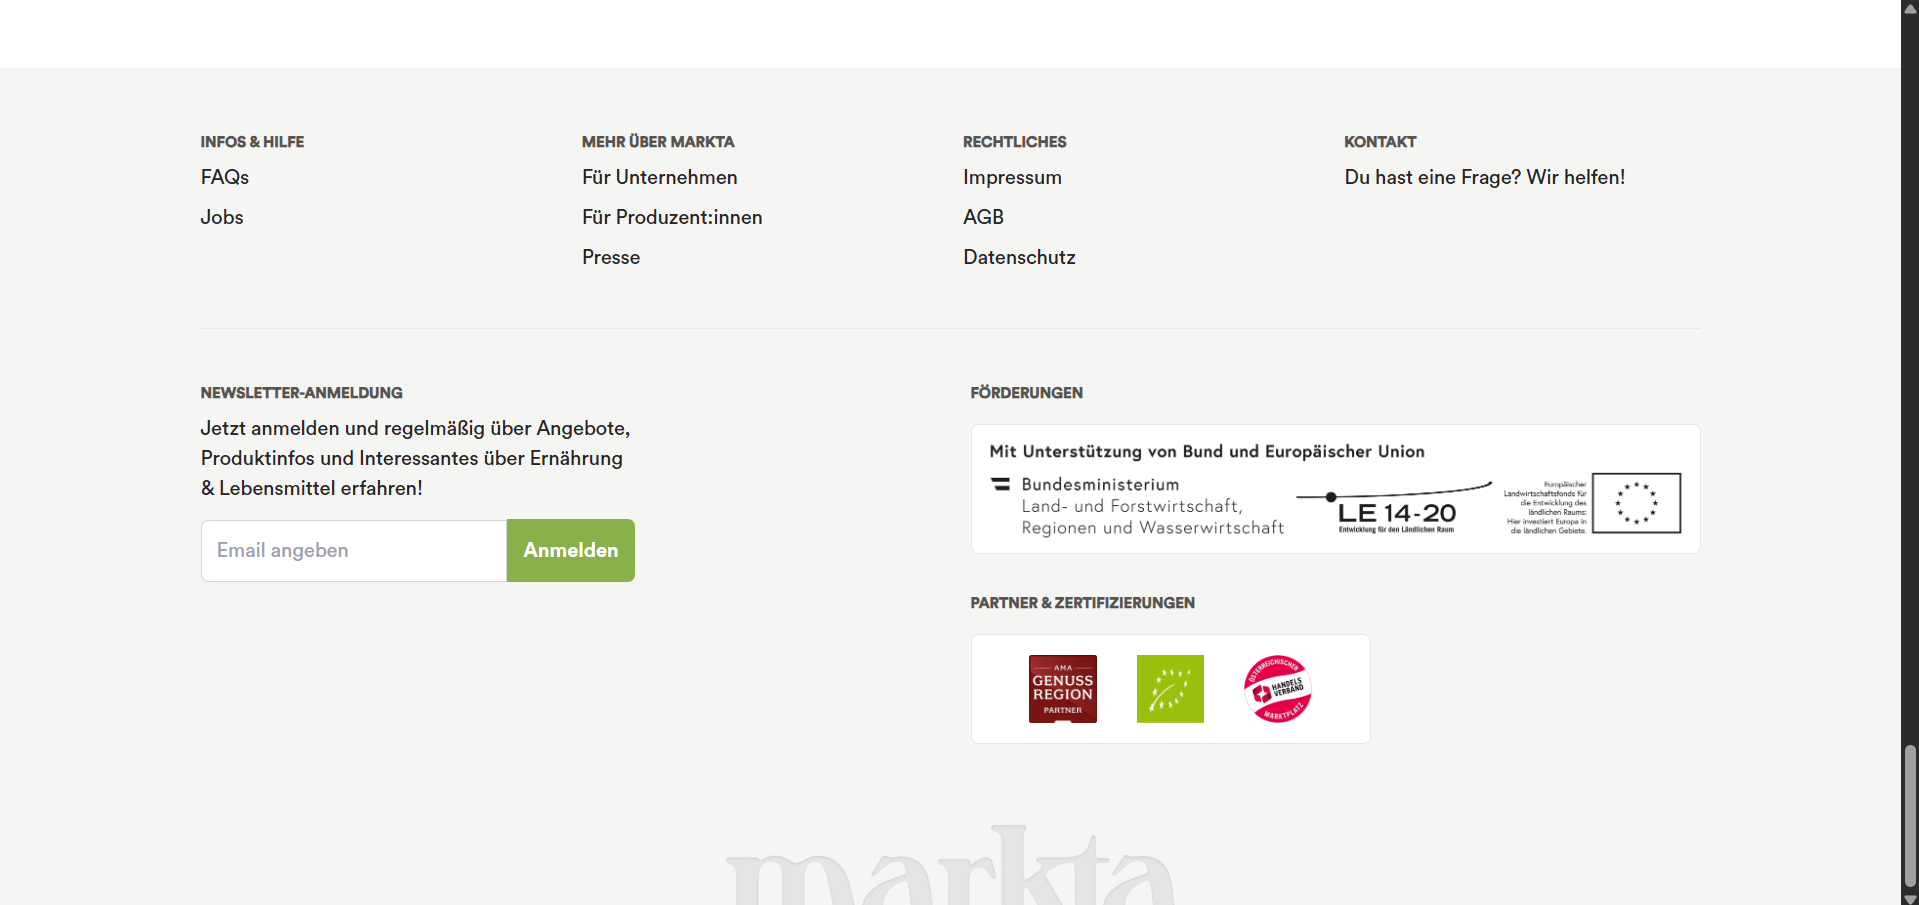 INFOS & HILFE
FAQs
Jobs
MEHR ÜBER MARKTA
Für Unternehmen
Für Produzent:innen
Presse
RECHTLICHES
Impressum
AGB
Datenschutz
KONTAKT
Du hast eine Frage? Wir helfen!
NEWSLETTER-ANMELDUNG
Jetzt anmelden und regelmäßig über Angebote,
Produktinfos und Interessantes über Ernährung
& Lebensmittel erfahren!
Email angeben
Anmelden
FÖRDERUNGEN
Mit Unterstützung von Bund und Europäischer Union
Bundesministerium
Land- und Forstwirtschaft,
Regionen und Wasserwirtschaft
LE 14-20
Entwicklung für den Ländlichen Raum
Europäischer
Landwirtschaftsfonds für
die Entwicklung des
ländlichen Raums:
Hier investiert Europa in
die ländlichen Gebiete.
PARTNER & ZERTIFIZIERUNGEN
AMA
GENUSS
REGION
PARTNER
ÖSTERREICHISCHER
HANDELS
VERBAND
MARKTPLATZ
markta